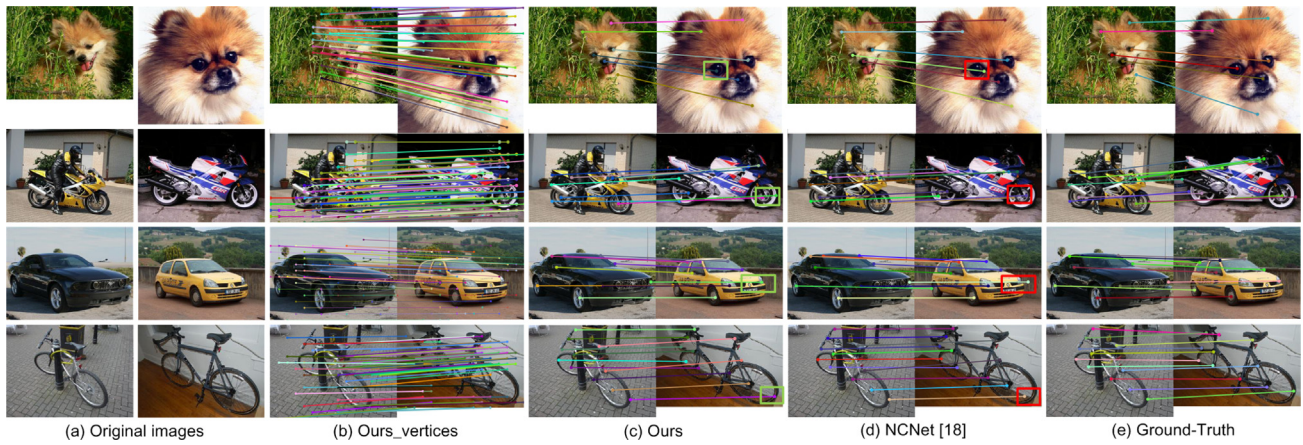 (a) Original images
(b) Ours_vertices
(c) Ours
(d) NCNet [18]
(e) Ground-Truth